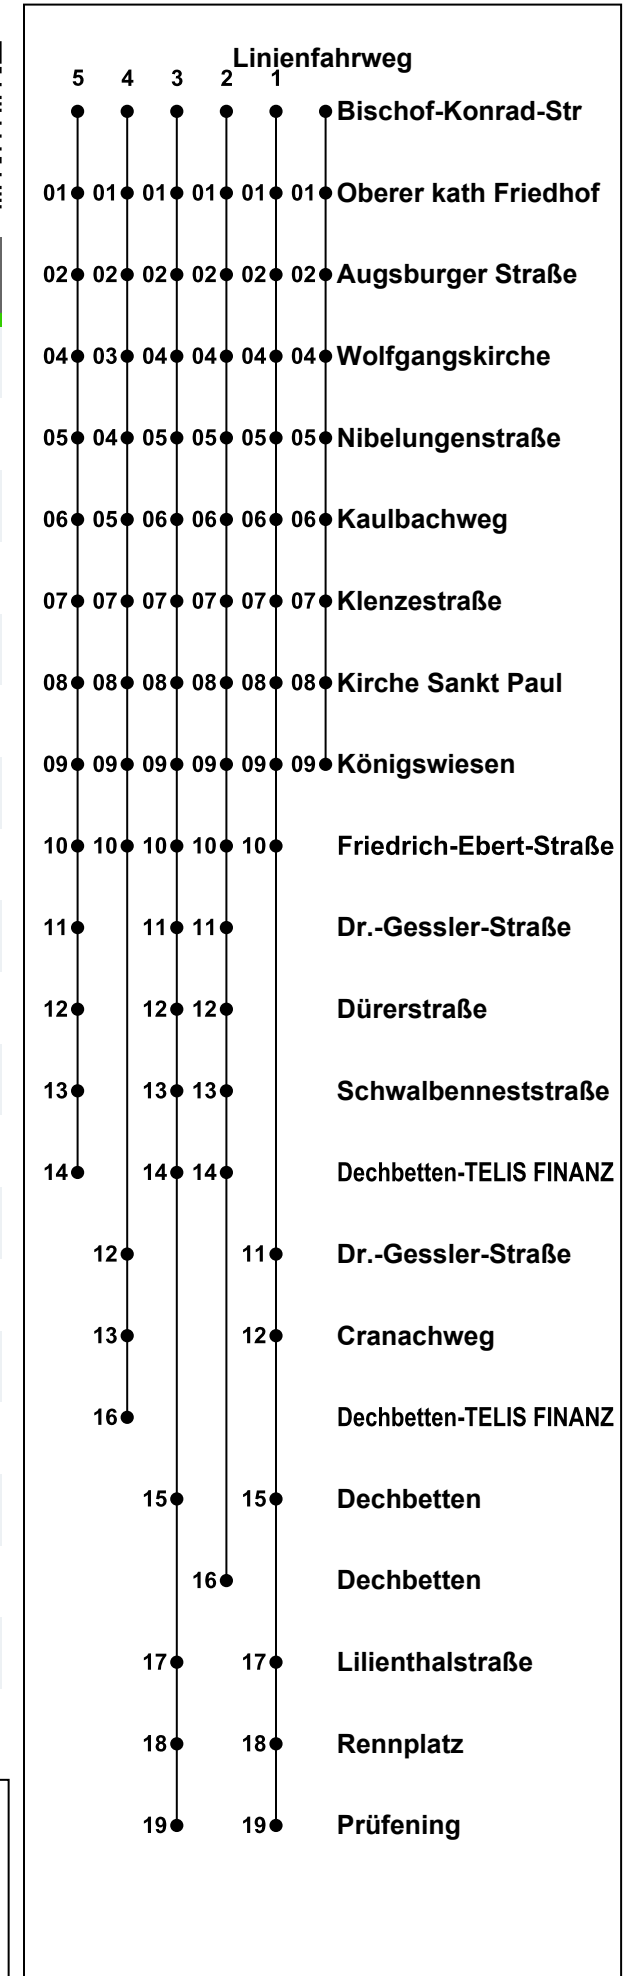 Linienfahrweg
5 4 3 2 1
Bischof-Konrad-Str
01 01 01 01 01 01 Oberer kath Friedhof
02 02 02 02 02 02 Augsburger Straße
04 03 04 04 04 04 Wolfgangskirche
05 04 05 05 05 05 Nibelungenstraße
06 05 06 06 06 06 Kaulbachweg
07 07 07 07 07 07 Klenzestraße
08 08 08 08 08 08 Kirche Sankt Paul
09 09 09 09 09 09 Königswiesen
10 10 10 10 10 Friedrich-Ebert-Straße
11 11 11 Dr.-Gessler-Straße
12 12 12 Dürerstraße
13 13 13 Schwalbenneststraße
14 14 14 Dechbetten-TELIS FINANZ
12 11 Dr.-Gessler-Straße
13 12 Cranachweg
16 Dechbetten-TELIS FINANZ
15 15 Dechbetten
16 Dechbetten
17 17 Lilienthalstraße
18 18 Rennplatz
19 19 Prüfening